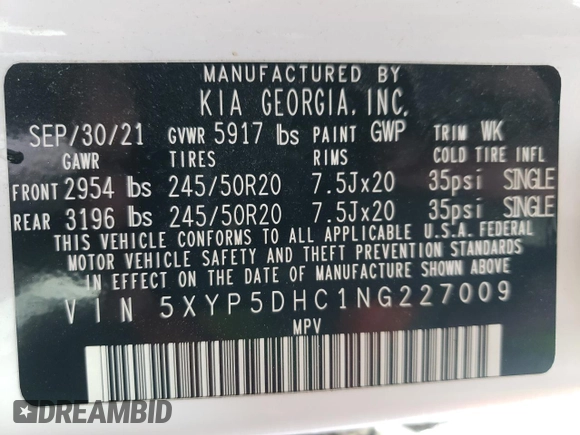 MANUFACTURED BY
KIA GEORGIA, INC.
SEP/30/21 GVWR 5917 lbs PAINT GWP TRIM WK
GAWR TIRES RIMS COLD TIRE INFL
FRONT 2954 lbs 245/50R20 7.5Jx20 35psi SINGLE
REAR 3196 lbs 245/50R20 7.5Jx20 35psi SINGLE
THIS VEHICLE CONFORMS TO ALL APPLICABLE U.S.A. FEDERAL
MOTOR VEHICLE SAFETY AND THEFT PREVENTION STANDARDS
IN EFFECT ON THE DATE OF MANUFACTURE SHOWN ABOVE.
VIN 5XYP5DHC1NG227009
MPV
DREAMBID